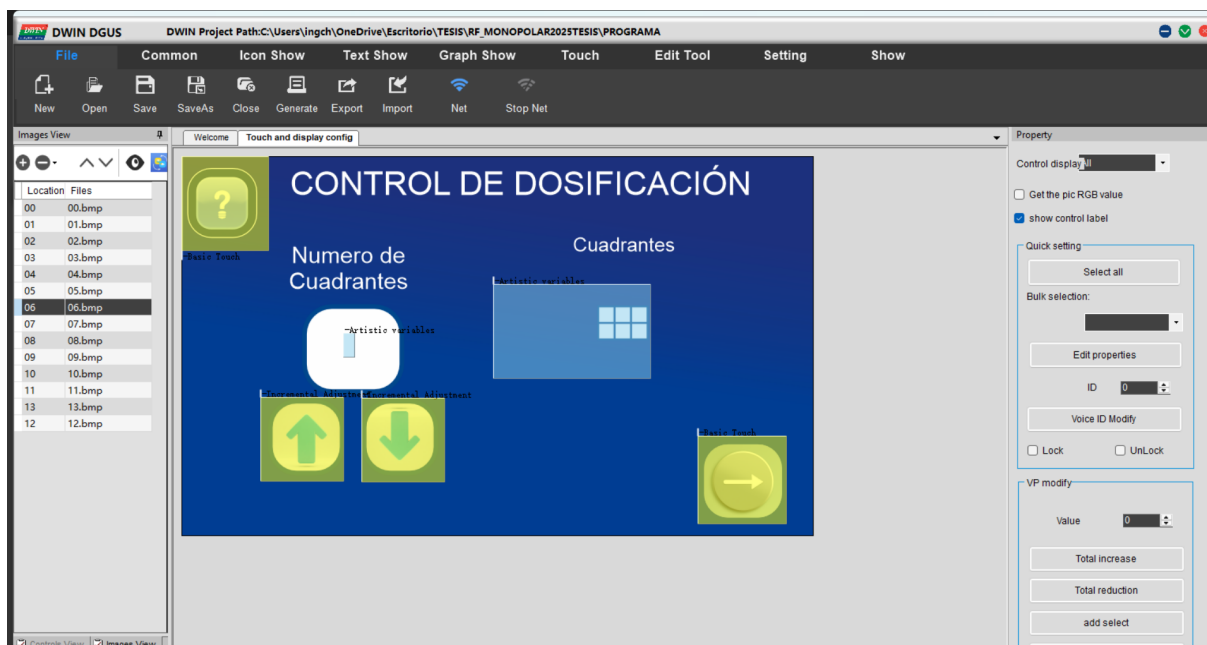 DWIN DWIN DGUS DWIN Project Path:C:\Users\ingch\OneDrive\Escritorio\TESIS\RF_MONOPOLAR2025TESIS\PROGRAMA
File Common Icon Show Text Show Graph Show Touch Edit Tool Setting Show
New Open Save SaveAs Close Generate Export Import Net Stop Net
Images View
Welcome Touch and display config
Property
Location Files
00 00.bmp
01 01.bmp
02 02.bmp
03 03.bmp
04 04.bmp
05 05.bmp
06 06.bmp
07 07.bmp
08 08.bmp
09 09.bmp
10 10.bmp
11 11.bmp
13 13.bmp
12 12.bmp
Controls View Images View
?
CONTROL DE DOSIFICACIÓN
-Basic Touch
Numero de
Cuadrantes
Cuadrantes
-Artistic variables
-Artistic variables
-Incremental Adjustment
-Incremental Adjustment
-Basic Touch
Control display
Get the pic RGB value
show control label
Quick setting
Select all
Bulk selection:
Edit properties
ID 0
Voice ID Modify
Lock UnLock
VP modify
Value 0
Total increase
Total reduction
add select